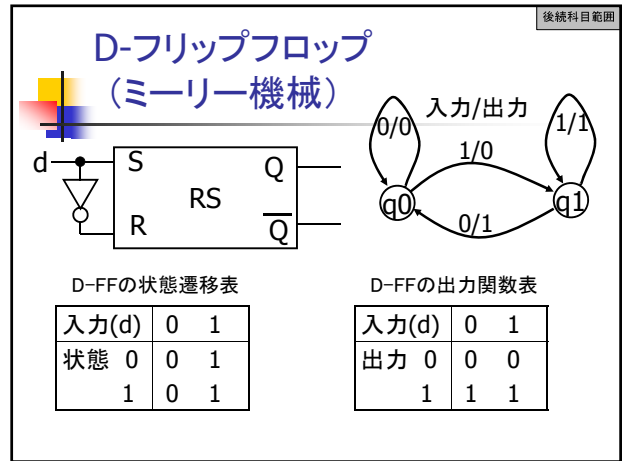 後続科目範囲
D-フリップフロップ
（ミーリー機械）
入力/出力
0/0
1/1
1/0
q0
q1
0/1
d
S
Q
RS
R
Q
D-FFの状態遷移表
入力(d) 0 1
状態 0 0 1
1 0 1
D-FFの出力関数表
入力(d) 0 1
出力 0 0 0
1 1 1